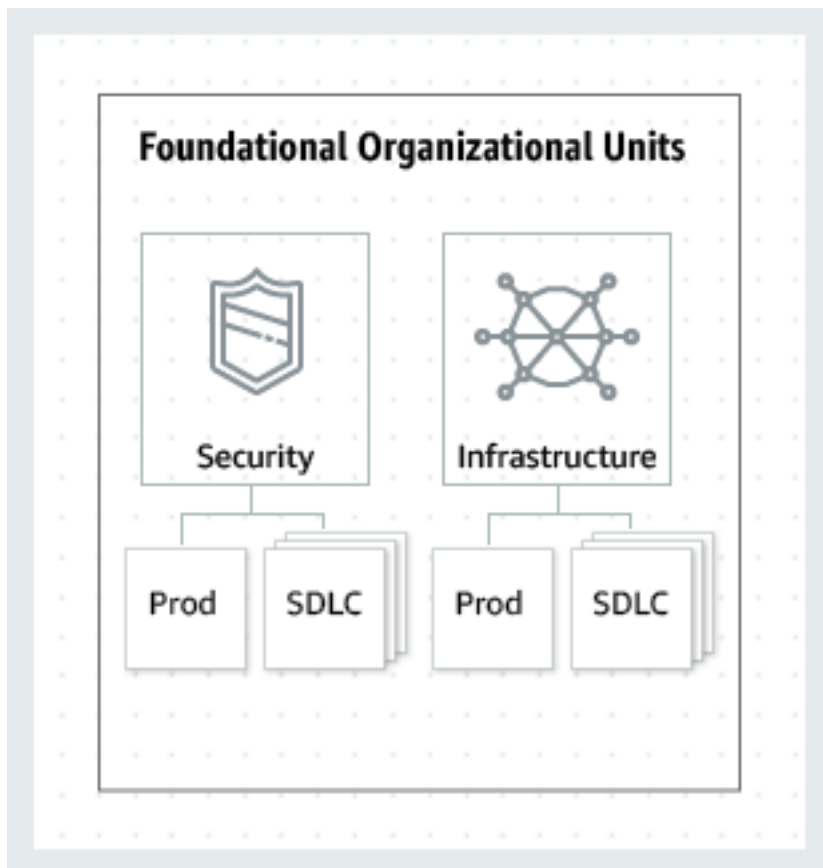 Foundational Organizational Units
Security
Infrastructure
Prod
SDLC
Prod
SDLC